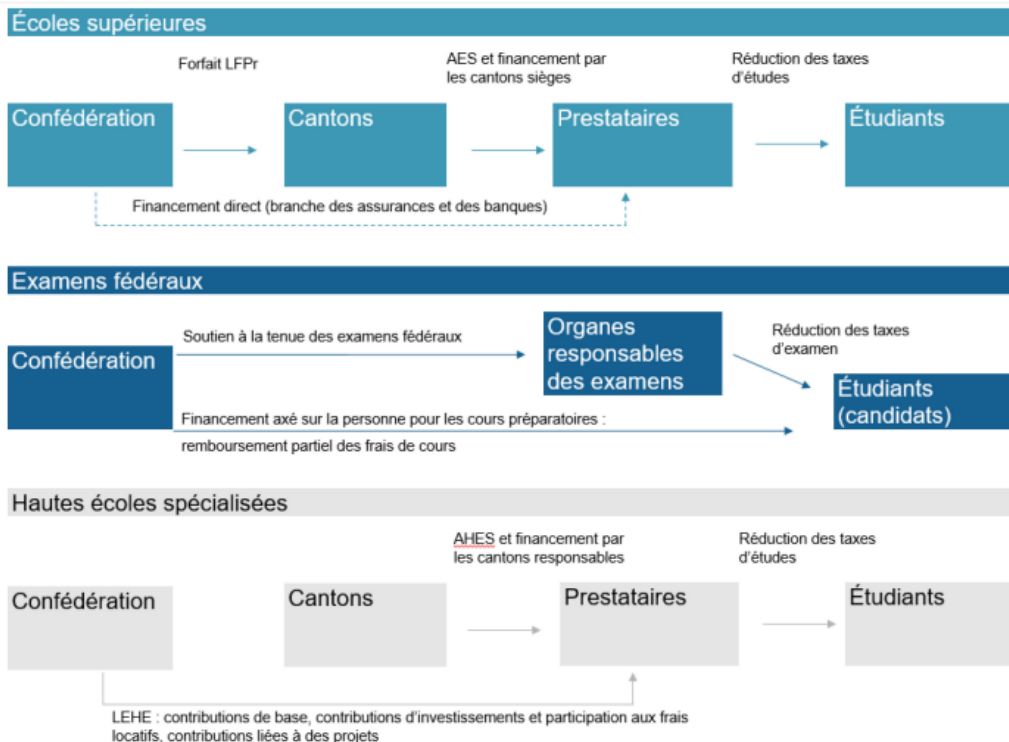 Écoles supérieures
Forfait LFPr
AES et financement par
les cantons sièges
Réduction des taxes
d'études
Confédération
Cantons
Prestataires
Étudiants
Financement direct (branche des assurances et des banques)
Examens fédéraux
Soutien à la tenue des examens fédéraux
Organes
responsables
des examens
Réduction des taxes
d'examen
Confédération
Étudiants
(candidats)
Financement axé sur la personne pour les cours préparatoires :
remboursement partiel des frais de cours
Hautes écoles spécialisées
AHES et financement par
les cantons responsables
Réduction des taxes
d'études
Confédération
Cantons
Prestataires
Étudiants
LEHE : contributions de base, contributions d'investissements et participation aux frais
locatifs, contributions liées à des projets